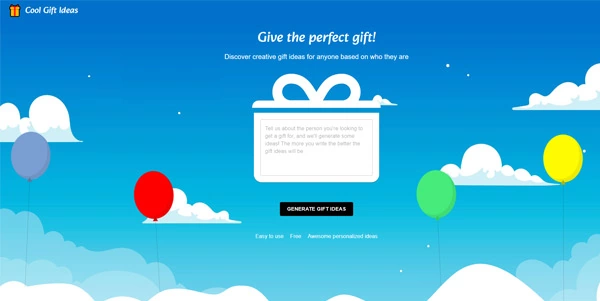 Cool Gift Ideas
Give the perfect gift!
Discover creative gift ideas for anyone based on who they are
Tell us about the person you're looking to
get a gift for, and we'll generate some
ideas! The more you write the better the
gift ideas will be
GENERATE GIFT IDEAS
Easy to use Free Awesome personalized ideas